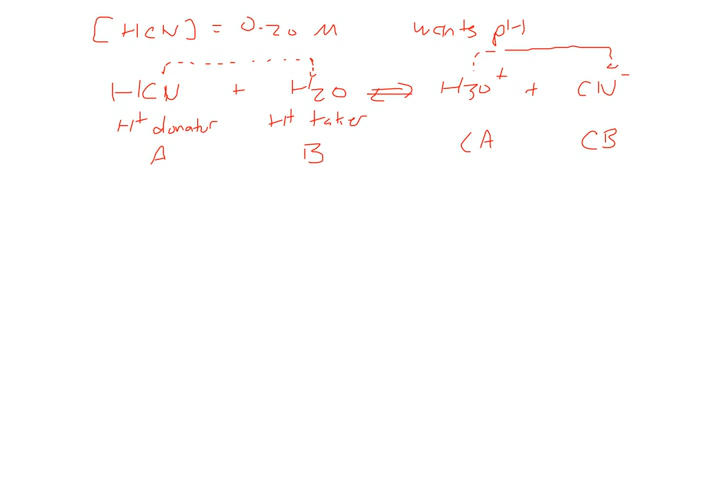 [HCN] = 0.20 M wants pH
HCN + H2O ⇌ H3O+ + CN-
H+ donator H+ taker
A B CA CB